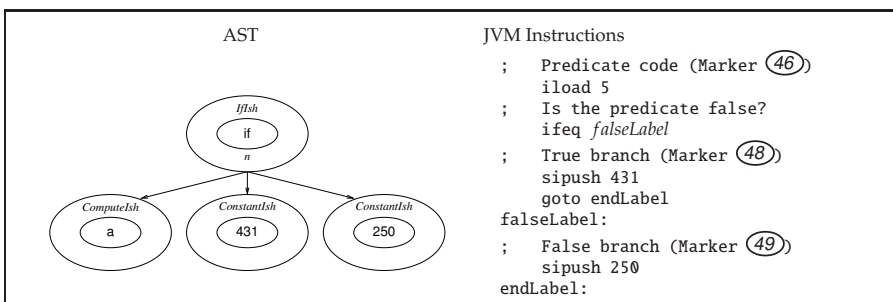 AST
IfIsh
if
n
ComputeIsh
a
ConstantIsh
431
ConstantIsh
250
JVM Instructions
; Predicate code (Marker 46)
iload 5
; Is the predicate false?
ifeq falseLabel
; True branch (Marker 48)
sipush 431
goto endLabel
falseLabel:
; False branch (Marker 49)
sipush 250
endLabel: